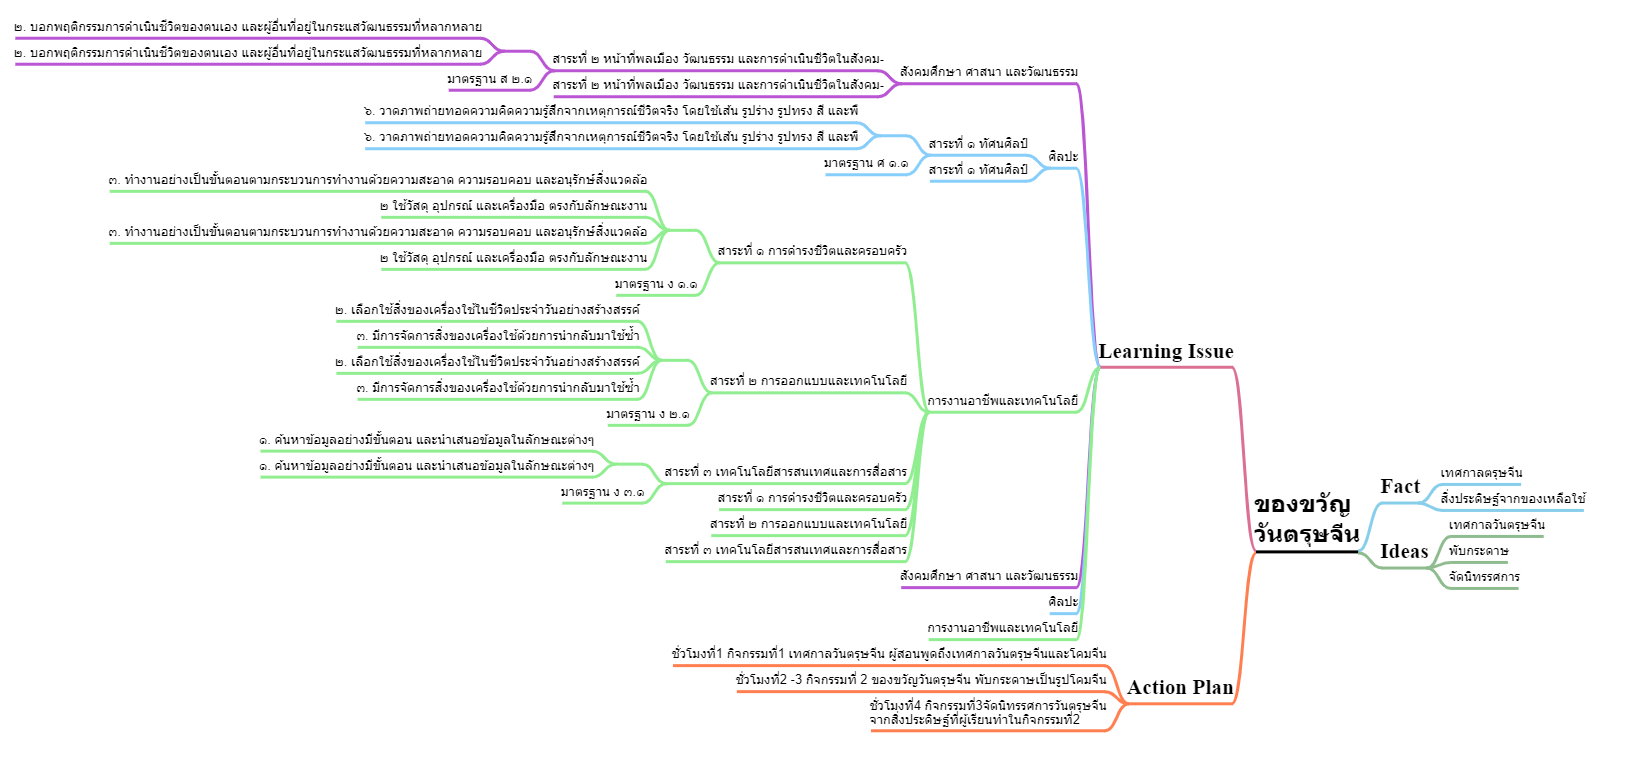 ๒. บอกพฤติกรรมการดำเนินชีวิตของตนเอง และผู้อื่นที่อยู่ในกระแสวัฒนธรรมที่หลากหลาย
๒. บอกพฤติกรรมการดำเนินชีวิตของตนเอง และผู้อื่นที่อยู่ในกระแสวัฒนธรรมที่หลากหลาย
มาตรฐาน ส ๒.๑
สาระที่ ๒ หน้าที่พลเมือง วัฒนธรรม และการดำเนินชีวิตในสังคม-
สาระที่ ๒ หน้าที่พลเมือง วัฒนธรรม และการดำเนินชีวิตในสังคม-
สังคมศึกษา ศาสนา และวัฒนธรรม
๖. วาดภาพถ่ายทอดความคิดความรู้สึกจากเหตุการณ์ชีวิตจริง โดยใช้เส้น รูปร่าง รูปทรง สี และพื
๖. วาดภาพถ่ายทอดความคิดความรู้สึกจากเหตุการณ์ชีวิตจริง โดยใช้เส้น รูปร่าง รูปทรง สี และพื
มาตรฐาน ศ ๑.๑
สาระที่ ๑ ทัศนศิลป์
สาระที่ ๑ ทัศนศิลป์
ศิลปะ
๓. ทำงานอย่างเป็นขั้นตอนตามกระบวนการทำงานด้วยความสะอาด ความรอบคอบ และอนุรักษ์สิ่งแวดล้อ
๒ ใช้วัสดุ อุปกรณ์ และเครื่องมือ ตรงกับลักษณะงาน
๓. ทำงานอย่างเป็นขั้นตอนตามกระบวนการทำงานด้วยความสะอาด ความรอบคอบ และอนุรักษ์สิ่งแวดล้อ
๒ ใช้วัสดุ อุปกรณ์ และเครื่องมือ ตรงกับลักษณะงาน
มาตรฐาน ง ๑.๑
สาระที่ ๑ การดำรงชีวิตและครอบครัว
๒. เลือกใช้สิ่งของเครื่องใช้ในชีวิตประจำวันอย่างสร้างสรรค์
๓. มีการจัดการสิ่งของเครื่องใช้ด้วยการนำกลับมาใช้ซ้ำ
๒. เลือกใช้สิ่งของเครื่องใช้ในชีวิตประจำวันอย่างสร้างสรรค์
๓. มีการจัดการสิ่งของเครื่องใช้ด้วยการนำกลับมาใช้ซ้ำ
มาตรฐาน ง ๒.๑
สาระที่ ๒ การออกแบบและเทคโนโลยี
๑. ค้นหาข้อมูลอย่างมีขั้นตอน และนำเสนอข้อมูลในลักษณะต่างๆ
๑. ค้นหาข้อมูลอย่างมีขั้นตอน และนำเสนอข้อมูลในลักษณะต่างๆ
มาตรฐาน ง ๓.๑
สาระที่ ๓ เทคโนโลยีสารสนเทศและการสื่อสาร
สาระที่ ๑ การดำรงชีวิตและครอบครัว
สาระที่ ๒ การออกแบบและเทคโนโลยี
สาระที่ ๓ เทคโนโลยีสารสนเทศและการสื่อสาร
การงานอาชีพและเทคโนโลยี
สังคมศึกษา ศาสนา และวัฒนธรรม
ศิลปะ
การงานอาชีพและเทคโนโลยี
Learning Issue
ชั่วโมงที่1 กิจกรรมที่1 เทศกาลวันตรุษจีน ผู้สอนพูดถึงเทศกาลวันตรุษจีนและโคมจีน
ชั่วโมงที่2 -3 กิจกรรมที่ 2 ของขวัญวันตรุษจีน พับกระดาษเป็นรูปโคมจีน
ชั่วโมงที่4 กิจกรรมที่3จัดนิทรรศการวันตรุษจีน
จากสิ่งประดิษฐ์ที่ผู้เรียนทำในกิจกรรมที่2
Action Plan
ของขวัญ
วันตรุษจีน
Fact
เทศกาลตรุษจีน
สิ่งประดิษฐ์จากของเหลือใช้
Ideas
เทศกาลวันตรุษจีน
พับกระดาษ
จัดนิทรรศการ